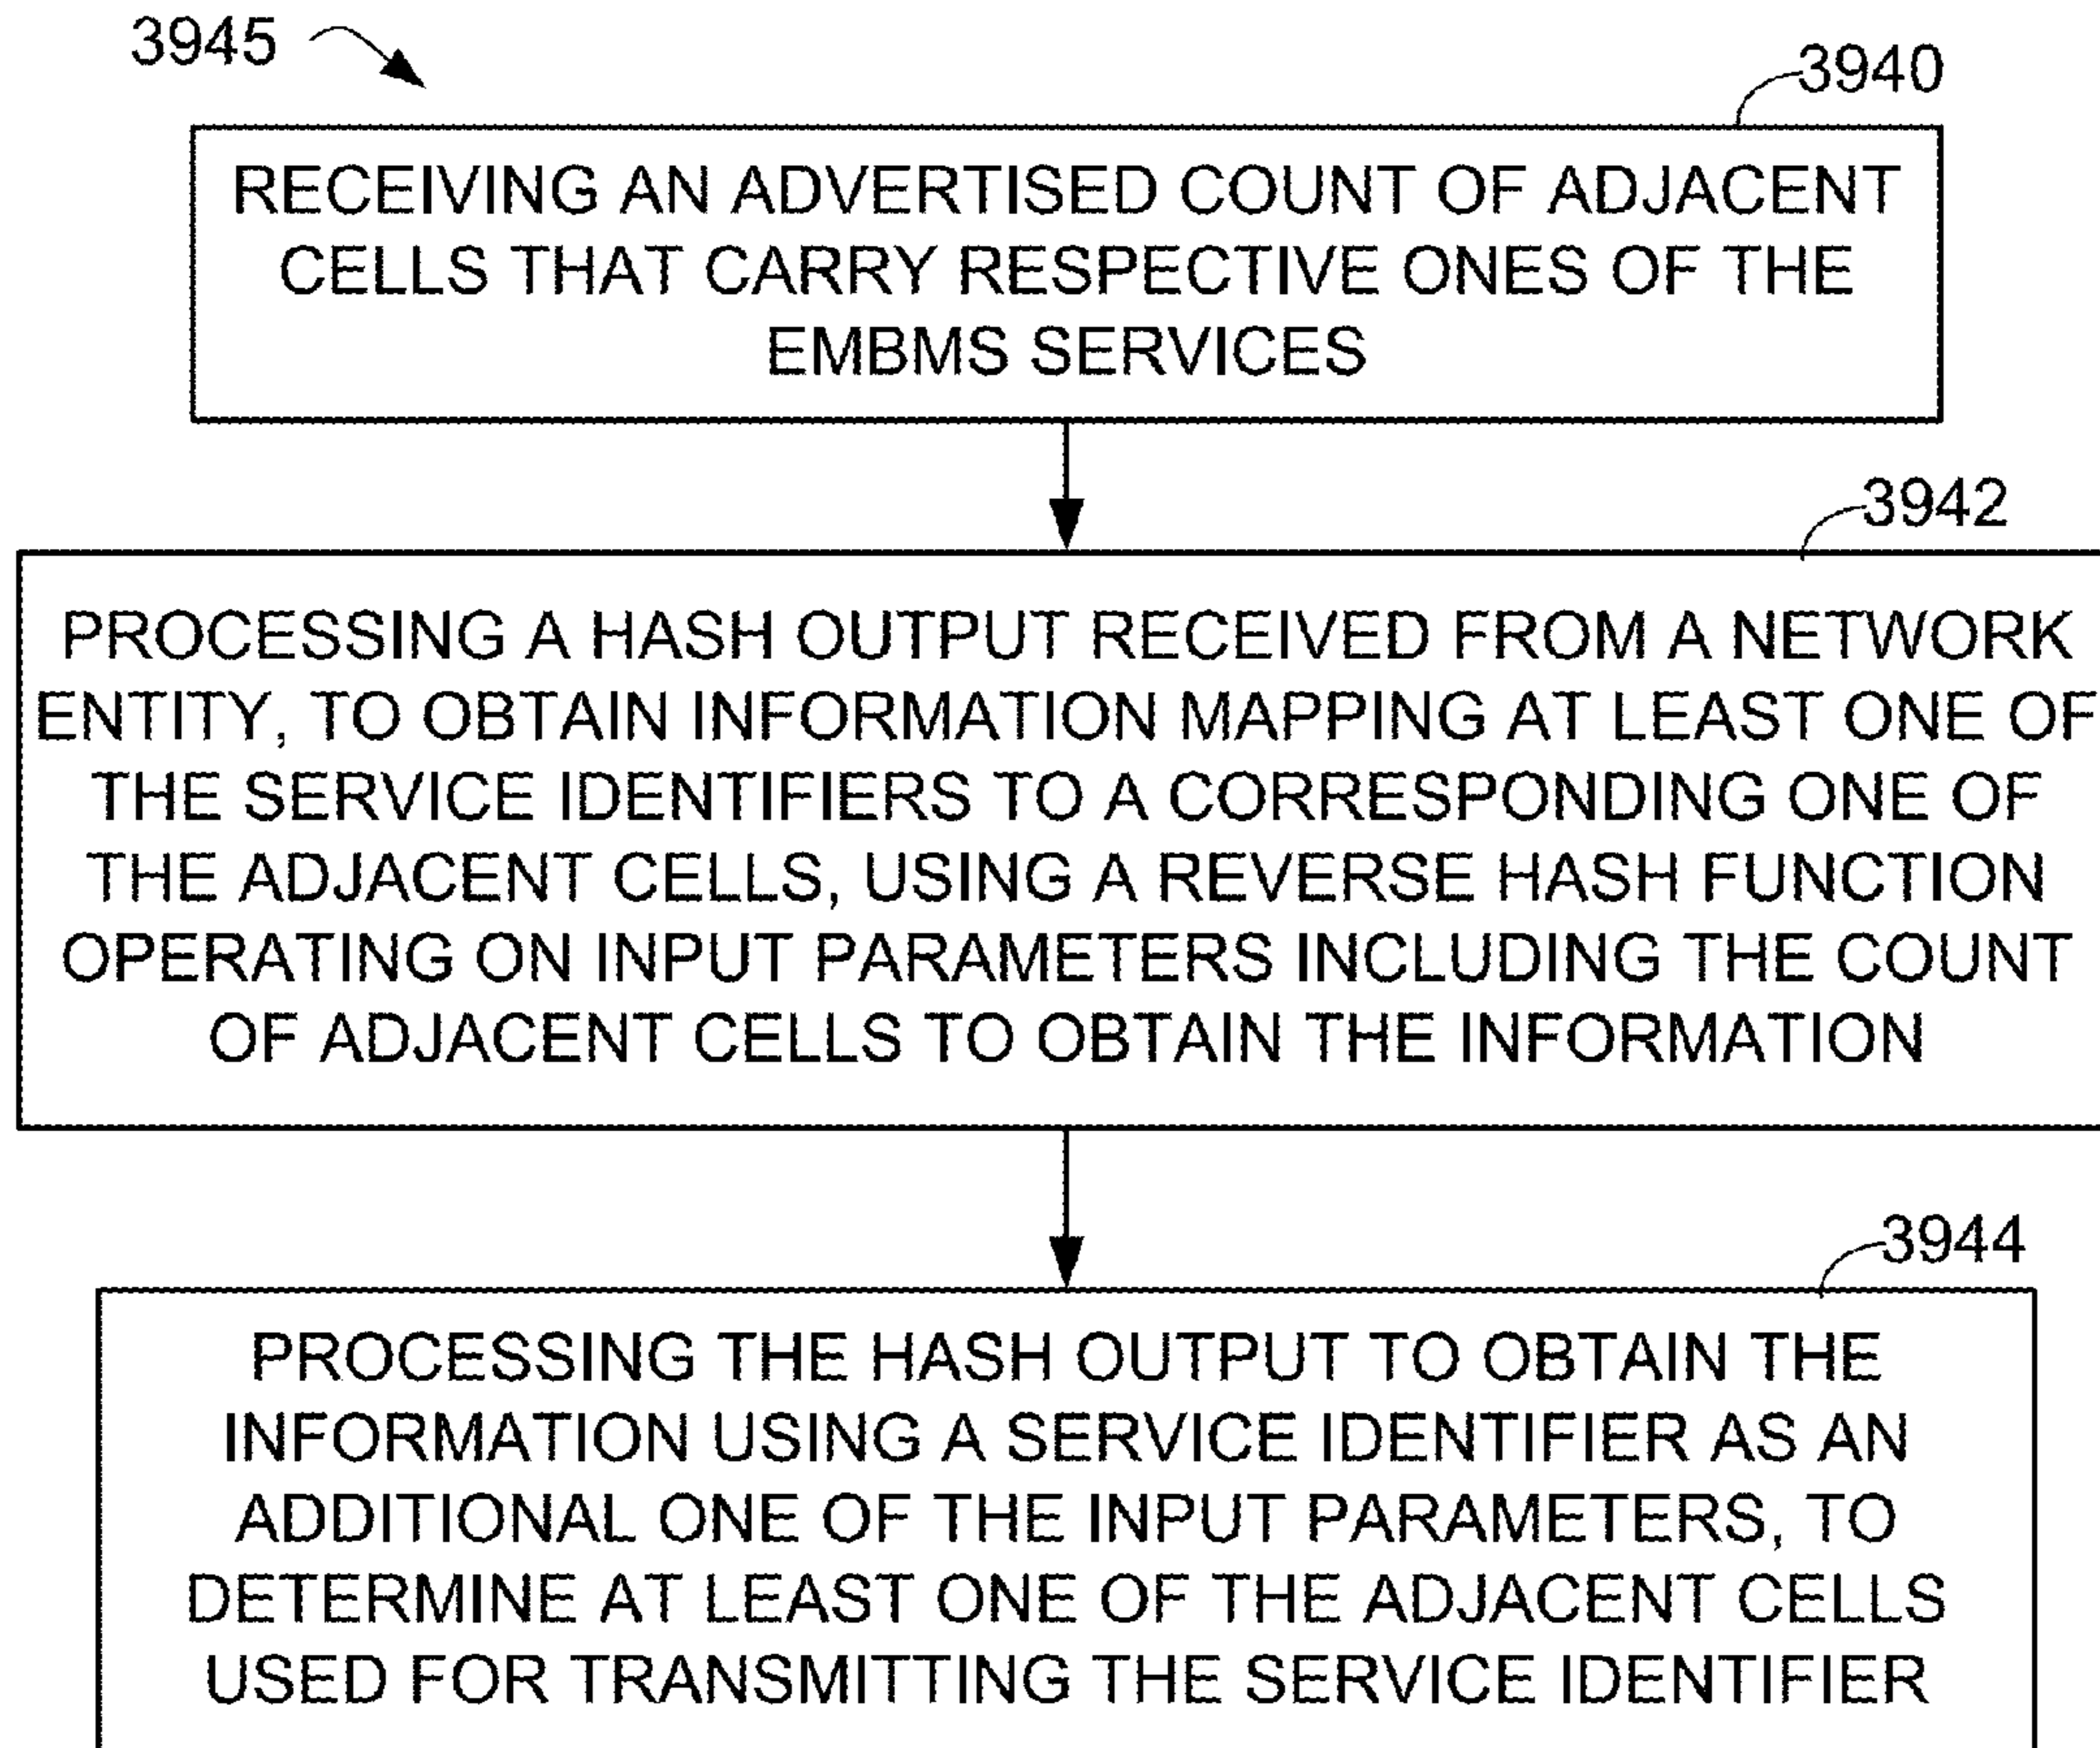 3945
3940
RECEIVING AN ADVERTISED COUNT OF ADJACENT
CELLS THAT CARRY RESPECTIVE ONES OF THE
EMBMS SERVICES
3942
PROCESSING A HASH OUTPUT RECEIVED FROM A NETWORK
ENTITY, TO OBTAIN INFORMATION MAPPING AT LEAST ONE OF
THE SERVICE IDENTIFIERS TO A CORRESPONDING ONE OF
THE ADJACENT CELLS, USING A REVERSE HASH FUNCTION
OPERATING ON INPUT PARAMETERS INCLUDING THE COUNT
OF ADJACENT CELLS TO OBTAIN THE INFORMATION
3944
PROCESSING THE HASH OUTPUT TO OBTAIN THE
INFORMATION USING A SERVICE IDENTIFIER AS AN
ADDITIONAL ONE OF THE INPUT PARAMETERS, TO
DETERMINE AT LEAST ONE OF THE ADJACENT CELLS
USED FOR TRANSMITTING THE SERVICE IDENTIFIER